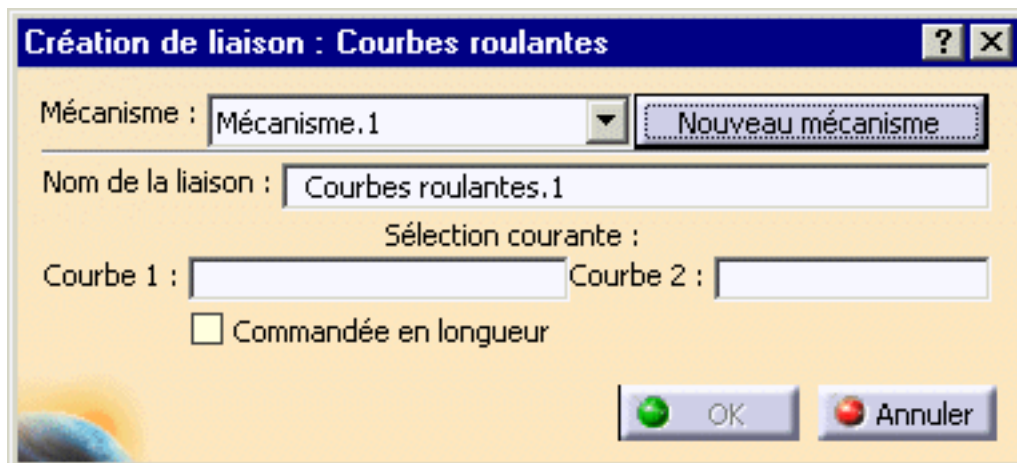 Création de liaison : Courbes roulantes ? X
Mécanisme : Mécanisme.1 Nouveau mécanisme
Nom de la liaison : Courbes roulantes.1
Sélection courante :
Courbe 1 : Courbe 2 :
Commandée en longueur
OK Annuler